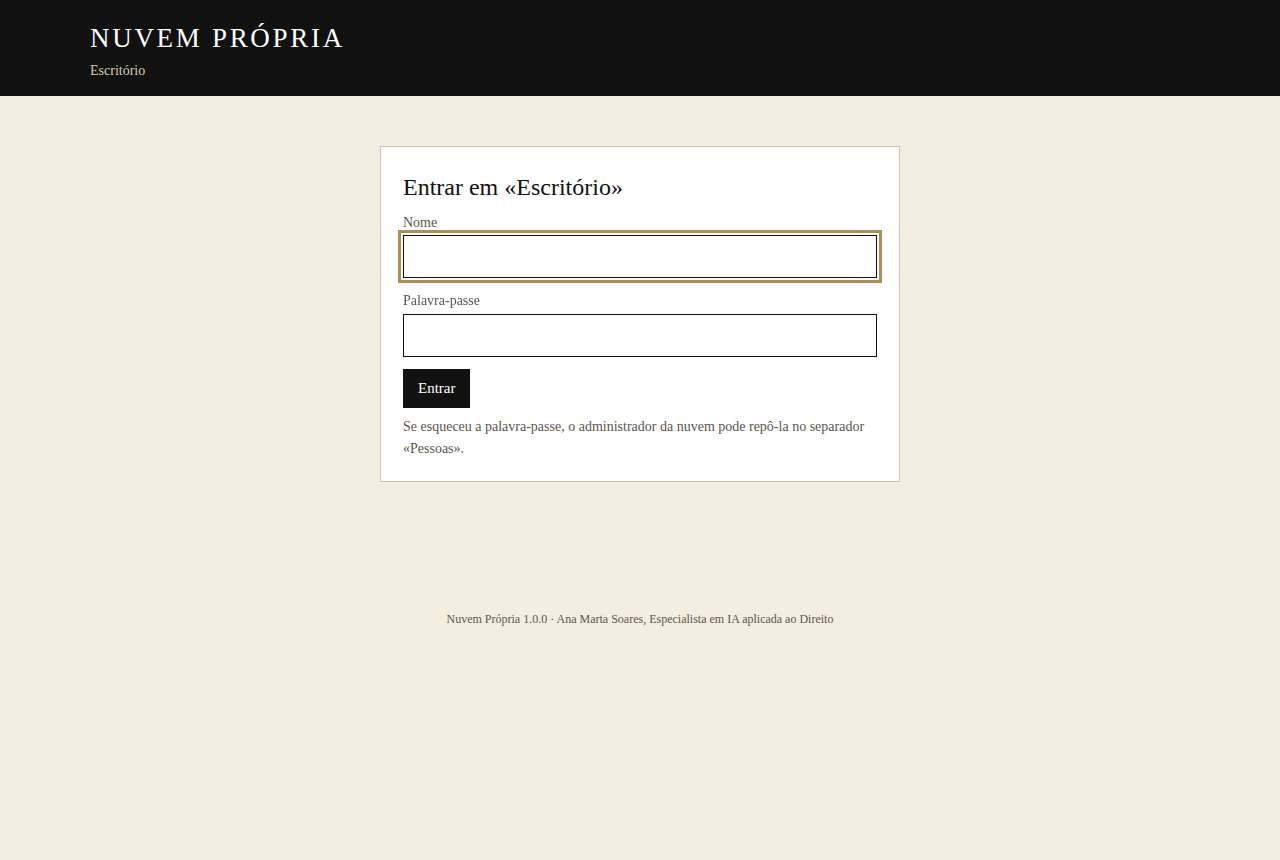 NUVEM PRÓPRIA
Escritório
Entrar em «Escritório»
Nome
Palavra-passe
Entrar
Se esqueceu a palavra-passe, o administrador da nuvem pode repô-la no separador
«Pessoas».
Nuvem Própria 1.0.0 · Ana Marta Soares, Especialista em IA aplicada ao Direito